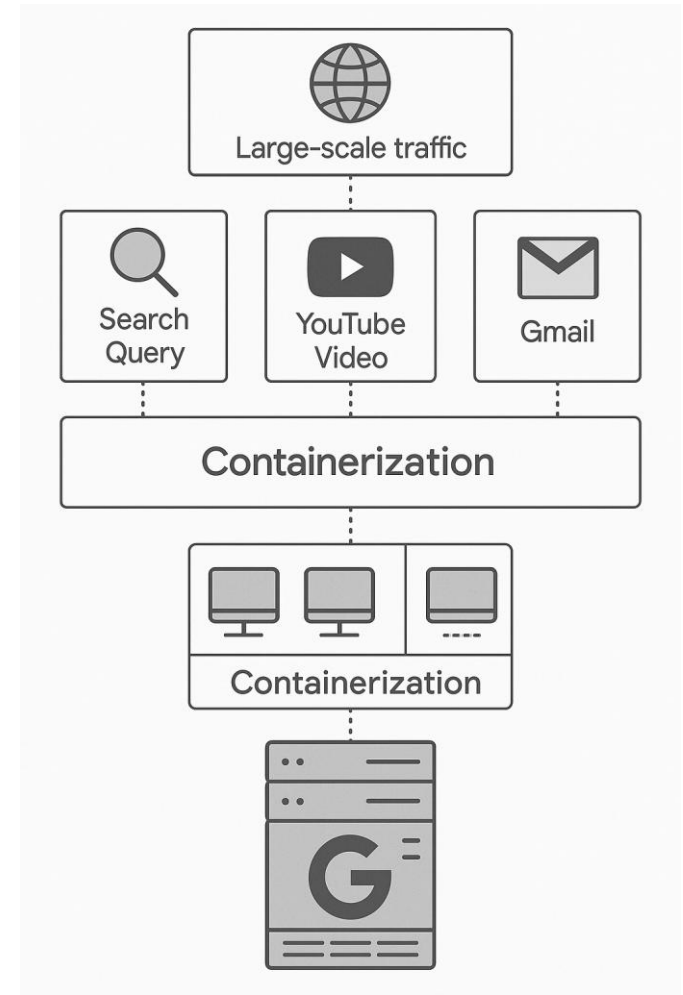 Large-scale traffic
Search
Query
YouTube
Video
Gmail
Containerization
Containerization
G